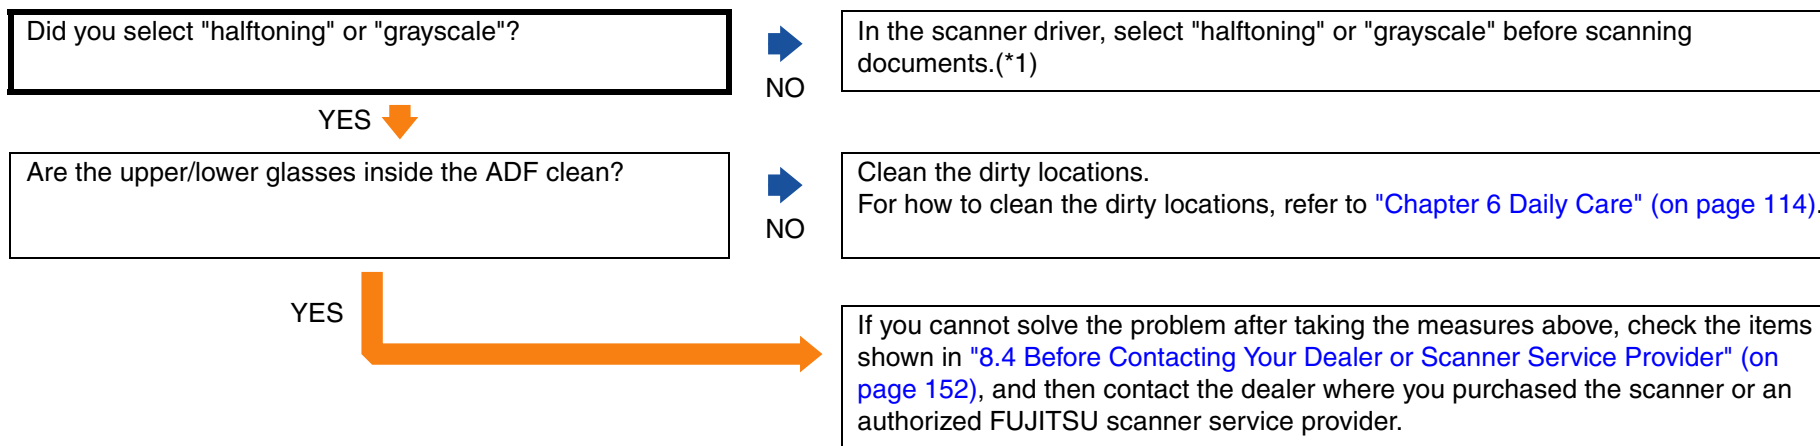 Did you select "halftoning" or "grayscale"?
NO
In the scanner driver, select "halftoning" or "grayscale" before scanning
documents.(*1)
YES
Are the upper/lower glasses inside the ADF clean?
NO
Clean the dirty locations.
For how to clean the dirty locations, refer to "Chapter 6 Daily Care" (on page 114).
YES
If you cannot solve the problem after taking the measures above, check the items
shown in "8.4 Before Contacting Your Dealer or Scanner Service Provider" (on
page 152), and then contact the dealer where you purchased the scanner or an
authorized FUJITSU scanner service provider.